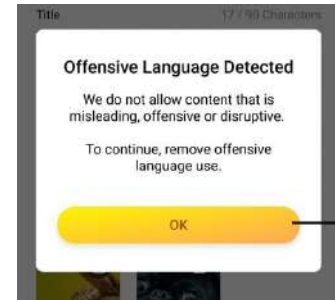 Title 17 / 90 Characters
Offensive Language Detected
We do not allow content that is
misleading, offensive or disruptive.
To continue, remove offensive
language use.
OK